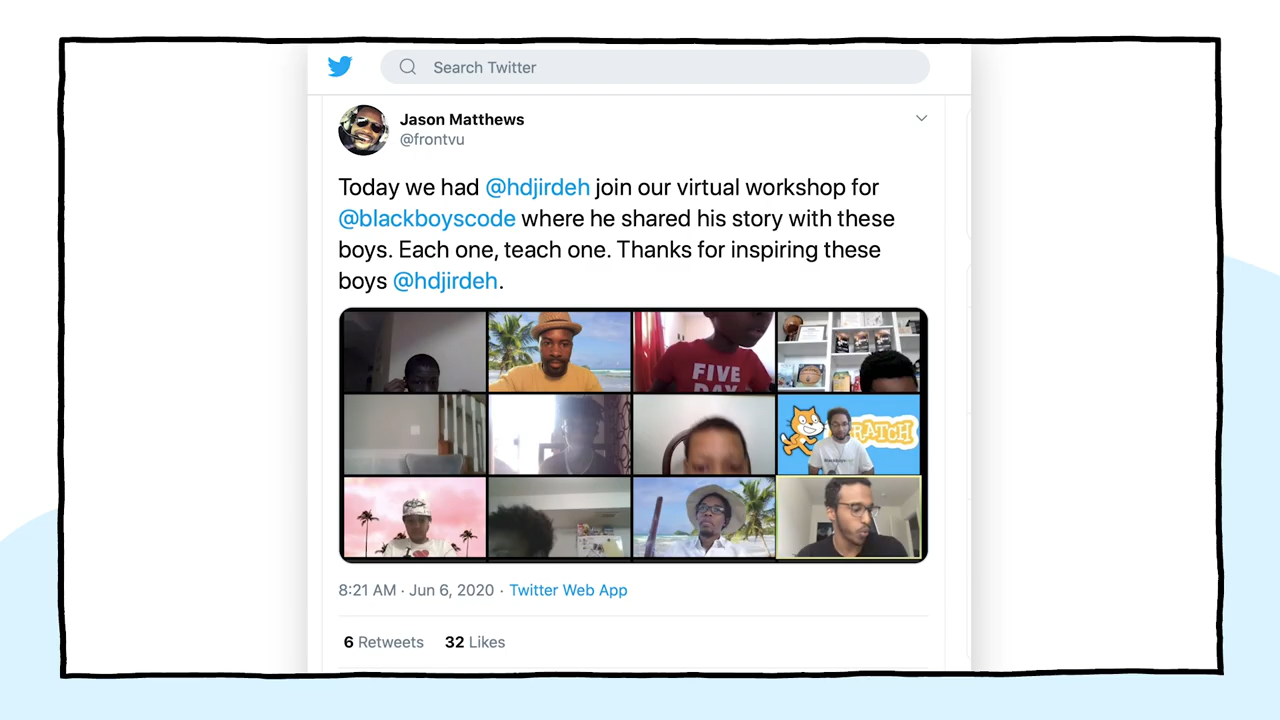 Search Twitter
Jason Matthews
@frontvu
Today we had @hdjirdeh join our virtual workshop for
@blackboyscode where he shared his story with these
boys. Each one, teach one. Thanks for inspiring these
boys @hdjirdeh.
FIVE
DAY
RATCH
8:21 AM · Jun 6, 2020 · Twitter Web App
6 Retweets 32 Likes